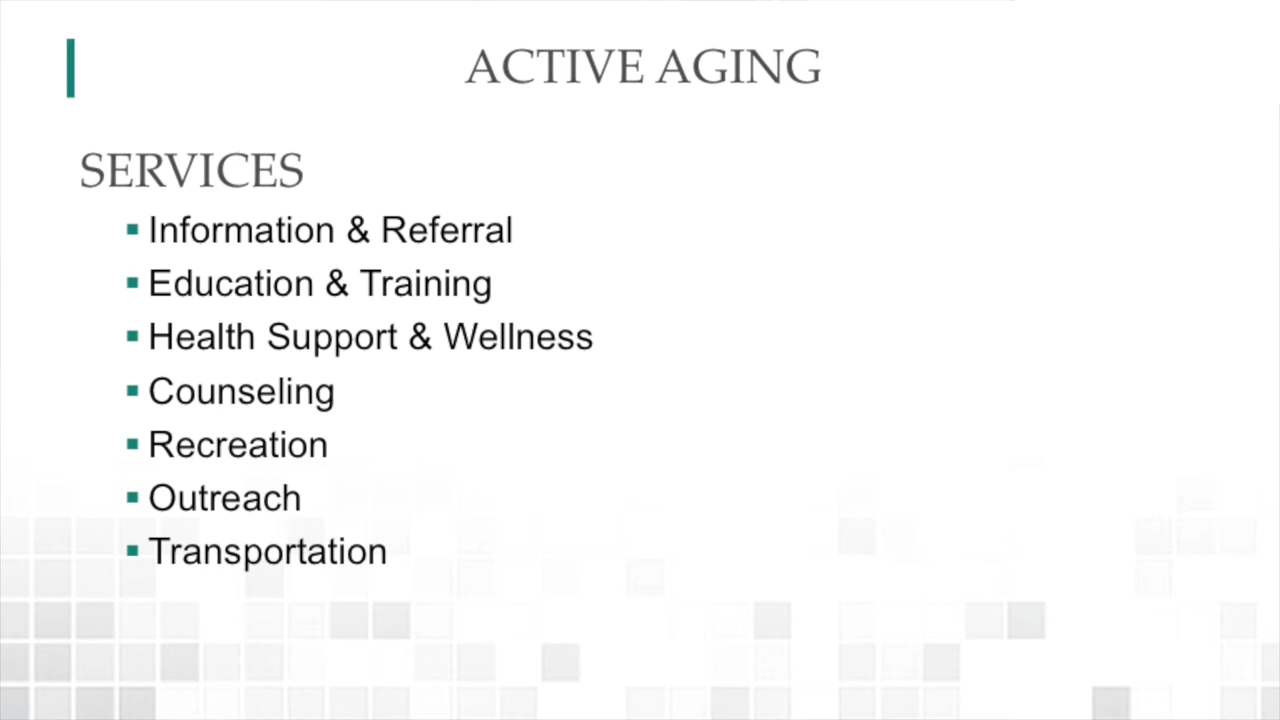 ACTIVE AGING
SERVICES
▪ Information & Referral
▪ Education & Training
▪ Health Support & Wellness
▪ Counseling
▪ Recreation
▪ Outreach
▪ Transportation